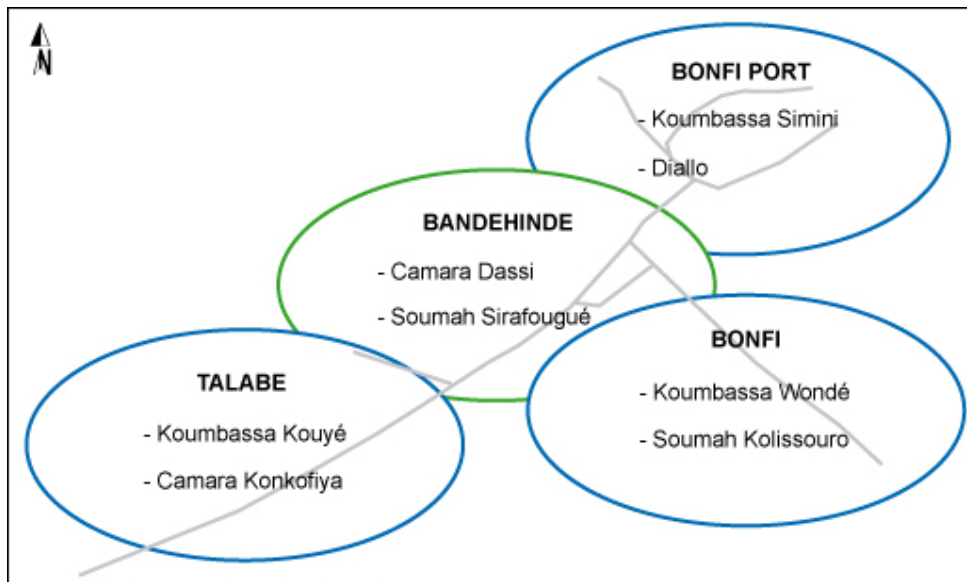 N
BONFI PORT
- Koumbassa Simini
- Diallo
BANDEHINDE
- Camara Dassi
- Soumah Sirafougué
BONFI
- Koumbassa Wondé
- Soumah Kolissouro
TALABE
- Koumbassa Kouyé
- Camara Konkofiya